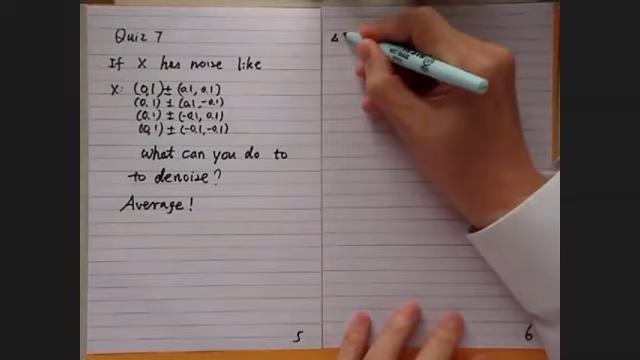 Quiz 7
If X has noise like
X: (0,1) ± (0.1, 0.1)
(0,1) ± (0.1, -0.1)
(0,1) ± (-0.1, 0.1)
(0,1) ± (-0.1, -0.1)
what can you do to
to denoise?
Average!
5
6